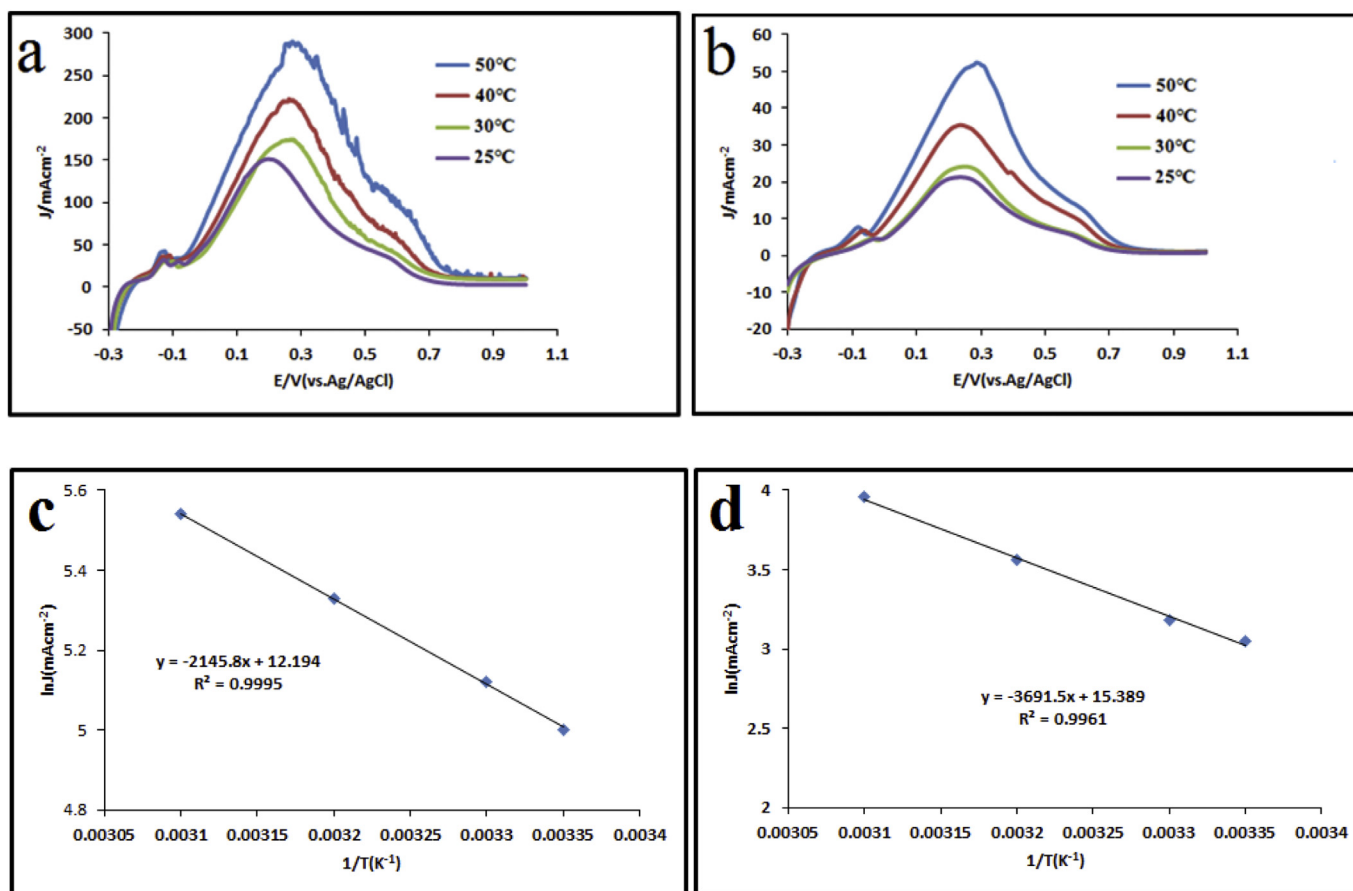 a
300
250
200
150
100
50
0
-50
J/mAcm-2
50°C
40°C
30°C
25°C
-0.3 -0.1 0.1 0.3 0.5 0.7 0.9 1.1
E/V(vs.Ag/AgCl)
b
60
50
40
30
20
10
0
-10
-20
J/mAcm-2
50°C
40°C
30°C
25°C
-0.3 -0.1 0.1 0.3 0.5 0.7 0.9 1.1
E/V(vs.Ag/AgCl)
c
5.6
5.4
5.2
5
4.8
lnJ(mAcm-2)
y = -2145.8x + 12.194
R² = 0.9995
0.00305 0.0031 0.00315 0.0032 0.00325 0.0033 0.00335 0.0034
1/T(K-1)
d
4
3.5
3
2.5
2
lnJ(mAcm-2)
y = -3691.5x + 15.389
R² = 0.9961
0.00305 0.0031 0.00315 0.0032 0.00325 0.0033 0.00335 0.0034
1/T(K-1)